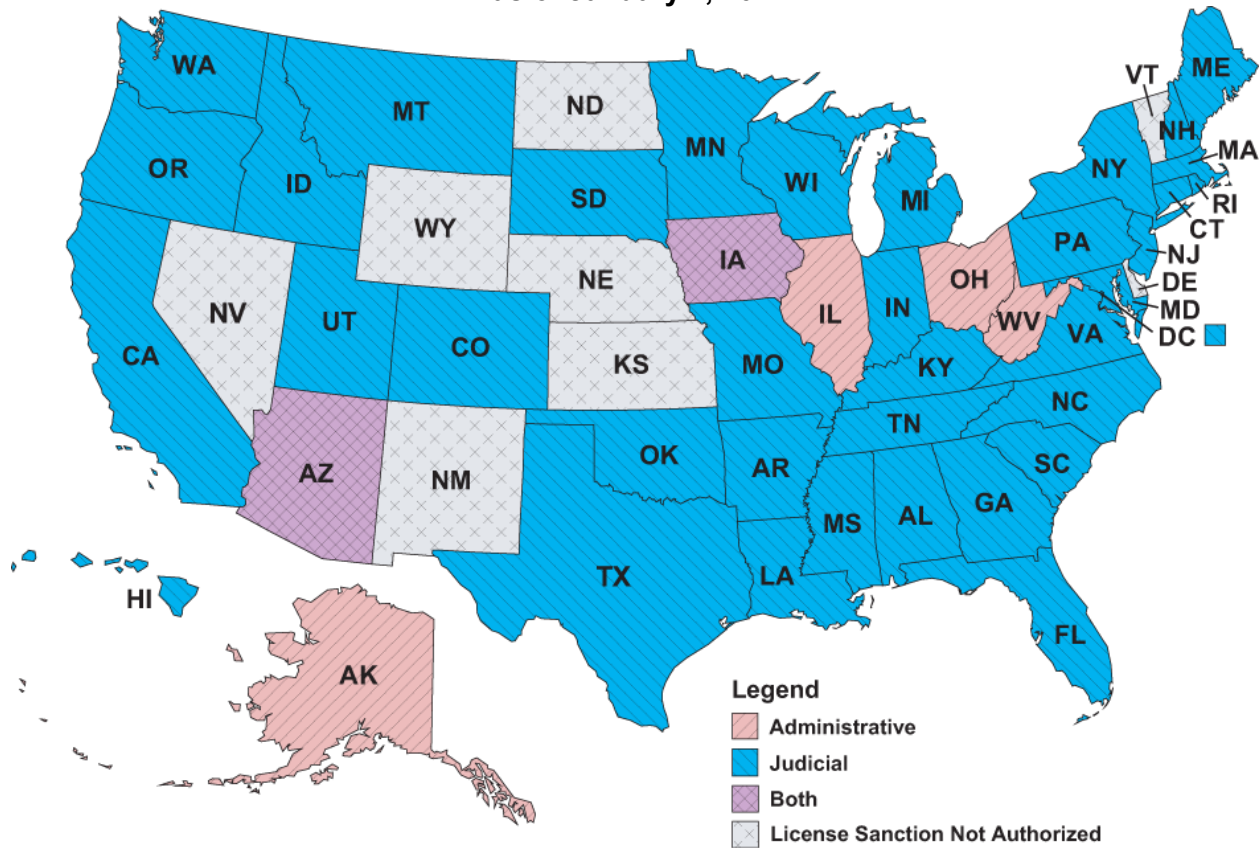 WA
MT
ND
MN
VT
ME
NH
OR
ID
SD
WI
MI
NY
MA
WY
RI
CT
IA
PA
NE
NJ
NV
UT
IL
IN
OH
DE
WV
MD
CA
CO
KS
MO
KY
VA
DC
AZ
NM
OK
AR
TN
NC
SC
MS
AL
GA
TX
LA
HI
FL
AK
Legend
Administrative
Judicial
Both
License Sanction Not Authorized